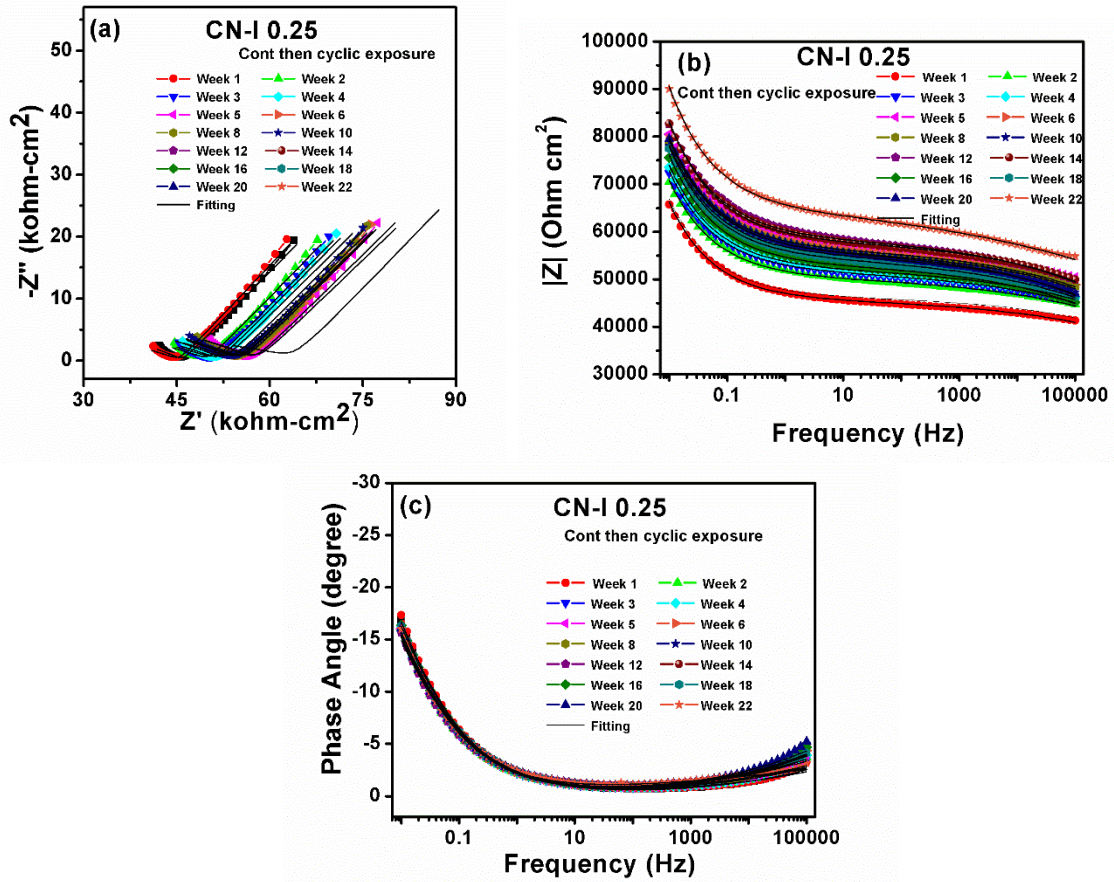 (a)
CN-I 0.25
Cont then cyclic exposure
Week 1 Week 2
Week 3 Week 4
Week 5 Week 6
Week 8 Week 10
Week 12 Week 14
Week 16 Week 18
Week 20 Week 22
Fitting
-Z" (kohm-cm2)
50
40
30
20
10
0
30 45 60 75 90
Z' (kohm-cm2)
(b)
CN-I 0.25
Cont then cyclic exposure
Week 1 Week 2
Week 3 Week 4
Week 5 Week 6
Week 8 Week 10
Week 12 Week 14
Week 16 Week 18
Week 20 Week 22
Fitting
|Z| (Ohm cm2)
100000
90000
80000
70000
60000
50000
40000
30000
0.1 10 1000 100000
Frequency (Hz)
(c)
CN-I 0.25
Cont then cyclic exposure
Week 1 Week 2
Week 3 Week 4
Week 5 Week 6
Week 8 Week 10
Week 12 Week 14
Week 16 Week 18
Week 20 Week 22
Fitting
Phase Angle (degree)
-30
-25
-20
-15
-10
-5
0
0.1 10 1000 100000
Frequency (Hz)